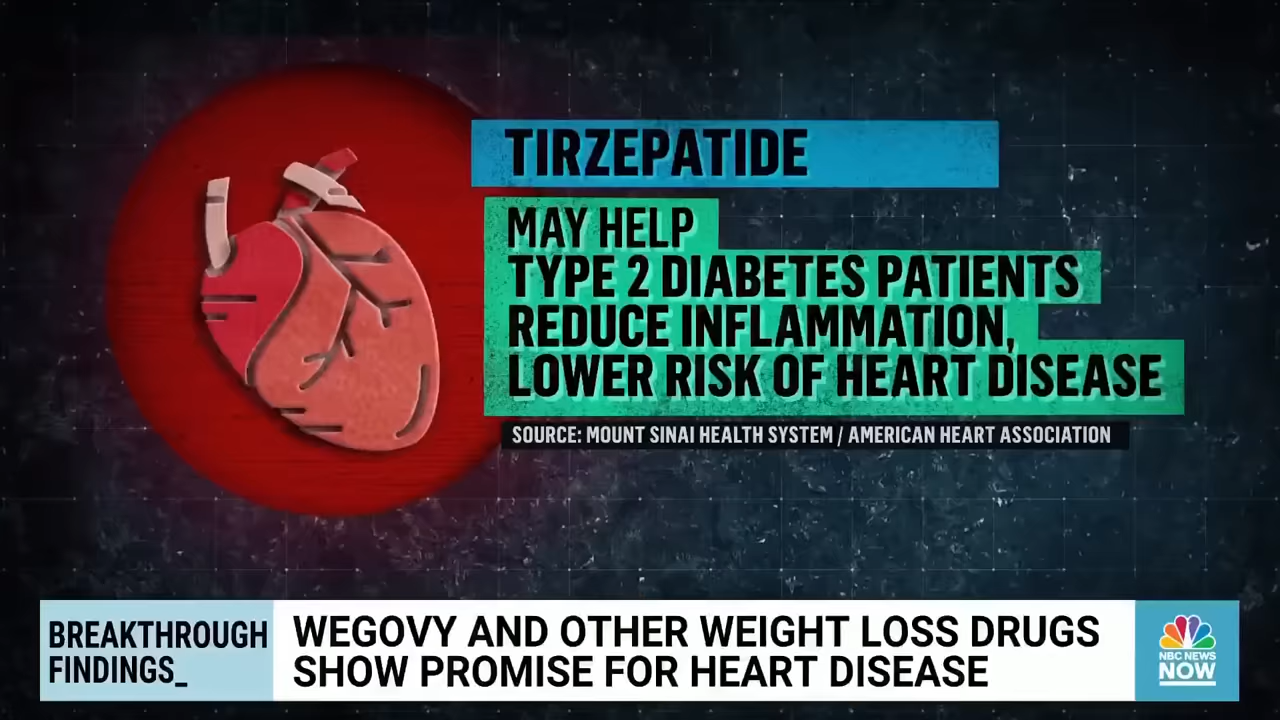 TIRZEPATIDE
MAY HELP
TYPE 2 DIABETES PATIENTS
REDUCE INFLAMMATION,
LOWER RISK OF HEART DISEASE
SOURCE: MOUNT SINAI HEALTH SYSTEM / AMERICAN HEART ASSOCIATION
BREAKTHROUGH
FINDINGS_
WEGOVY AND OTHER WEIGHT LOSS DRUGS
SHOW PROMISE FOR HEART DISEASE
NBC NEWS
NOW